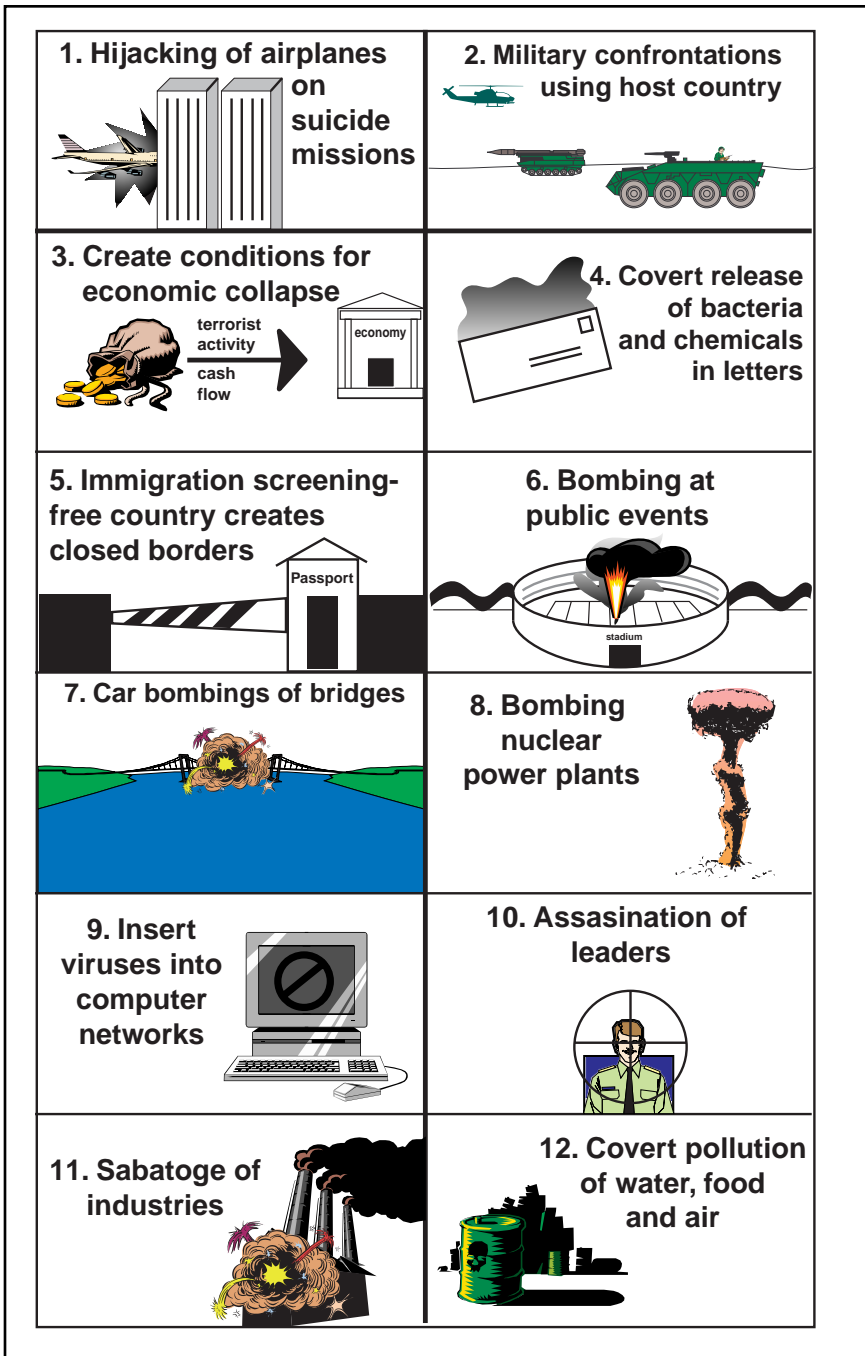 1. Hijacking of airplanes
on
suicide
missions
2. Military confrontations
using host country
3. Create conditions for
economic collapse
terrorist
activity
cash
flow
economy
4. Covert release
of bacteria
and chemicals
in letters
5. Immigration screening-
free country creates
closed borders
Passport
6. Bombing at
public events
stadium
7. Car bombings of bridges
8. Bombing
nuclear
power plants
9. Insert
viruses into
computer
networks
10. Assasination of
leaders
11. Sabatoge of
industries
12. Covert pollution
of water, food
and air